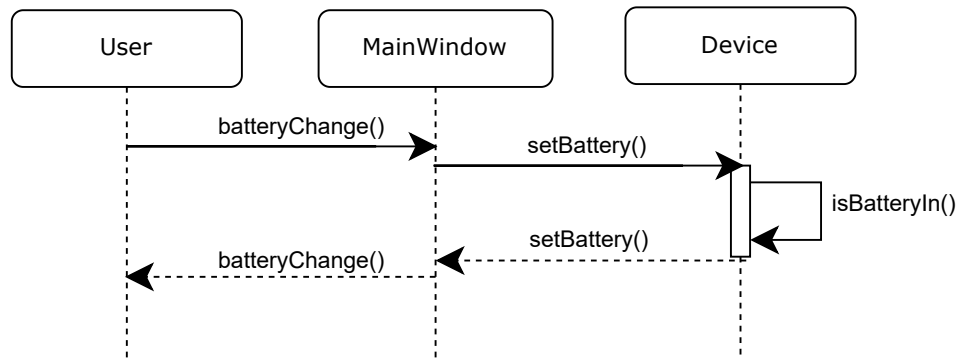 User
MainWindow
Device
batteryChange()
setBattery()
isBatteryIn()
setBattery()
batteryChange()